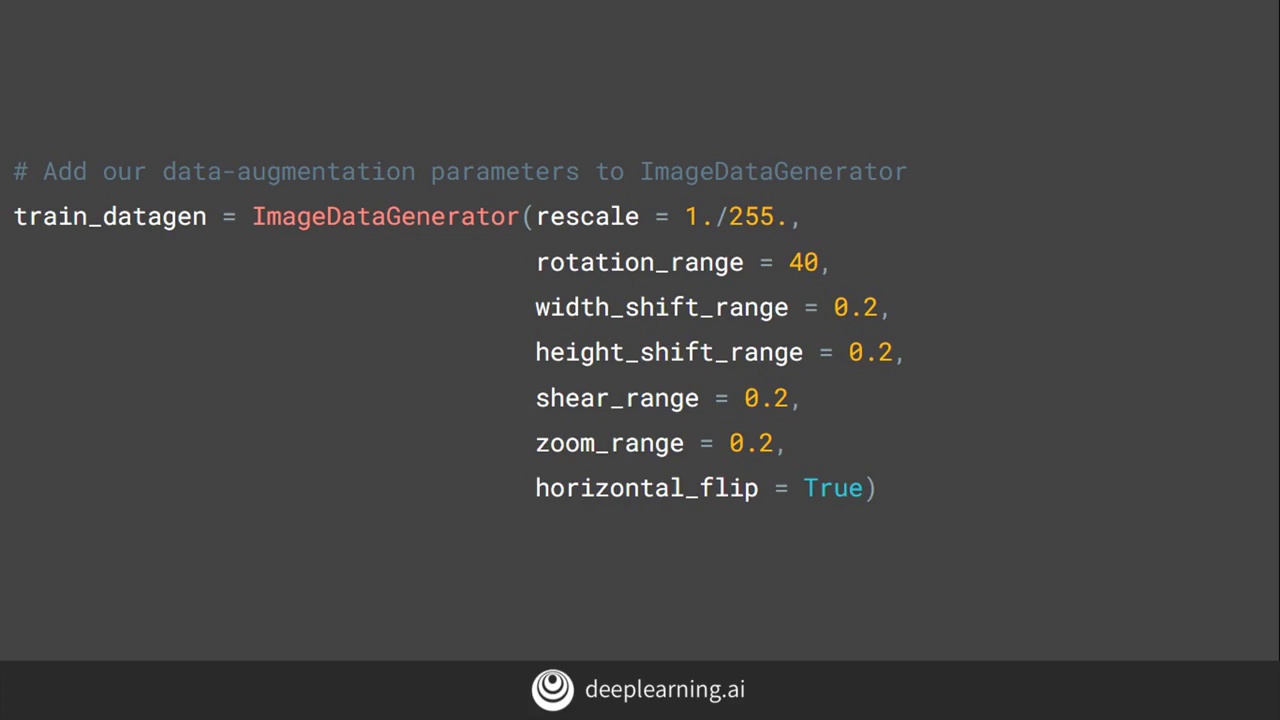 # Add our data-augmentation parameters to ImageDataGenerator
train_datagen = ImageDataGenerator(rescale = 1./255.,
rotation_range = 40,
width_shift_range = 0.2,
height_shift_range = 0.2,
shear_range = 0.2,
zoom_range = 0.2,
horizontal_flip = True)
deeplearning.ai